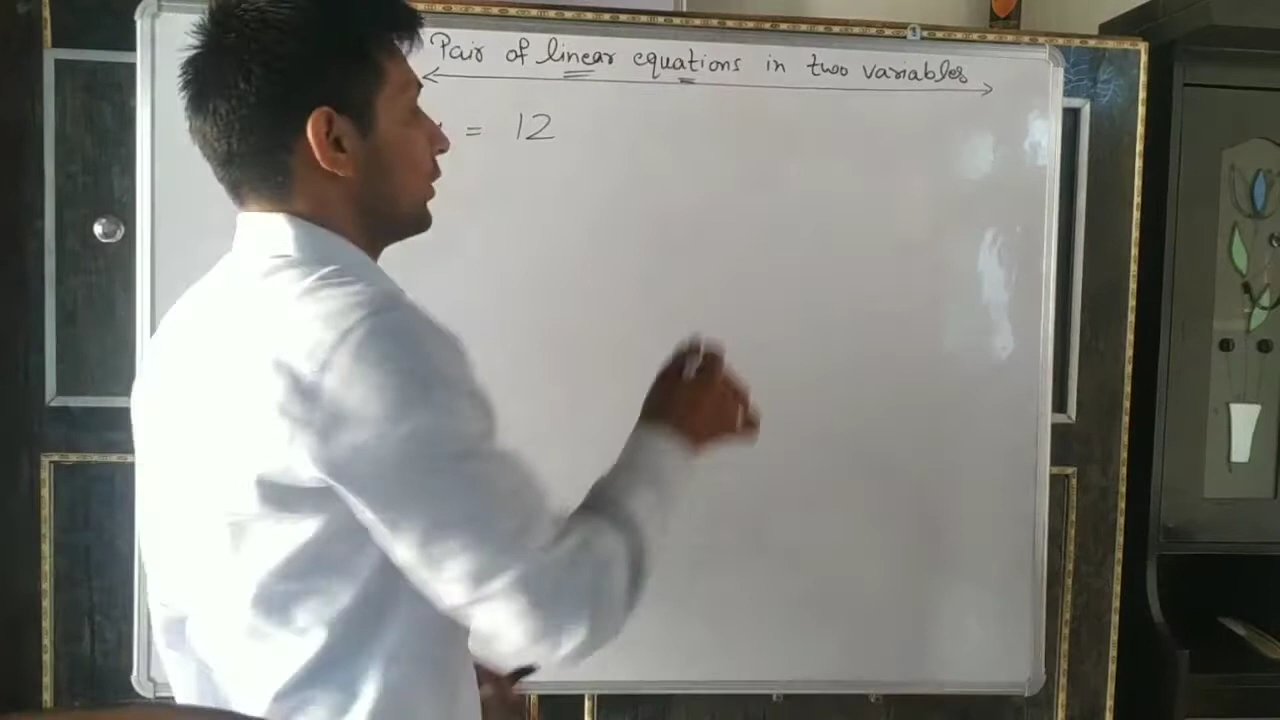 Pair of linear equations in two variables
= 12